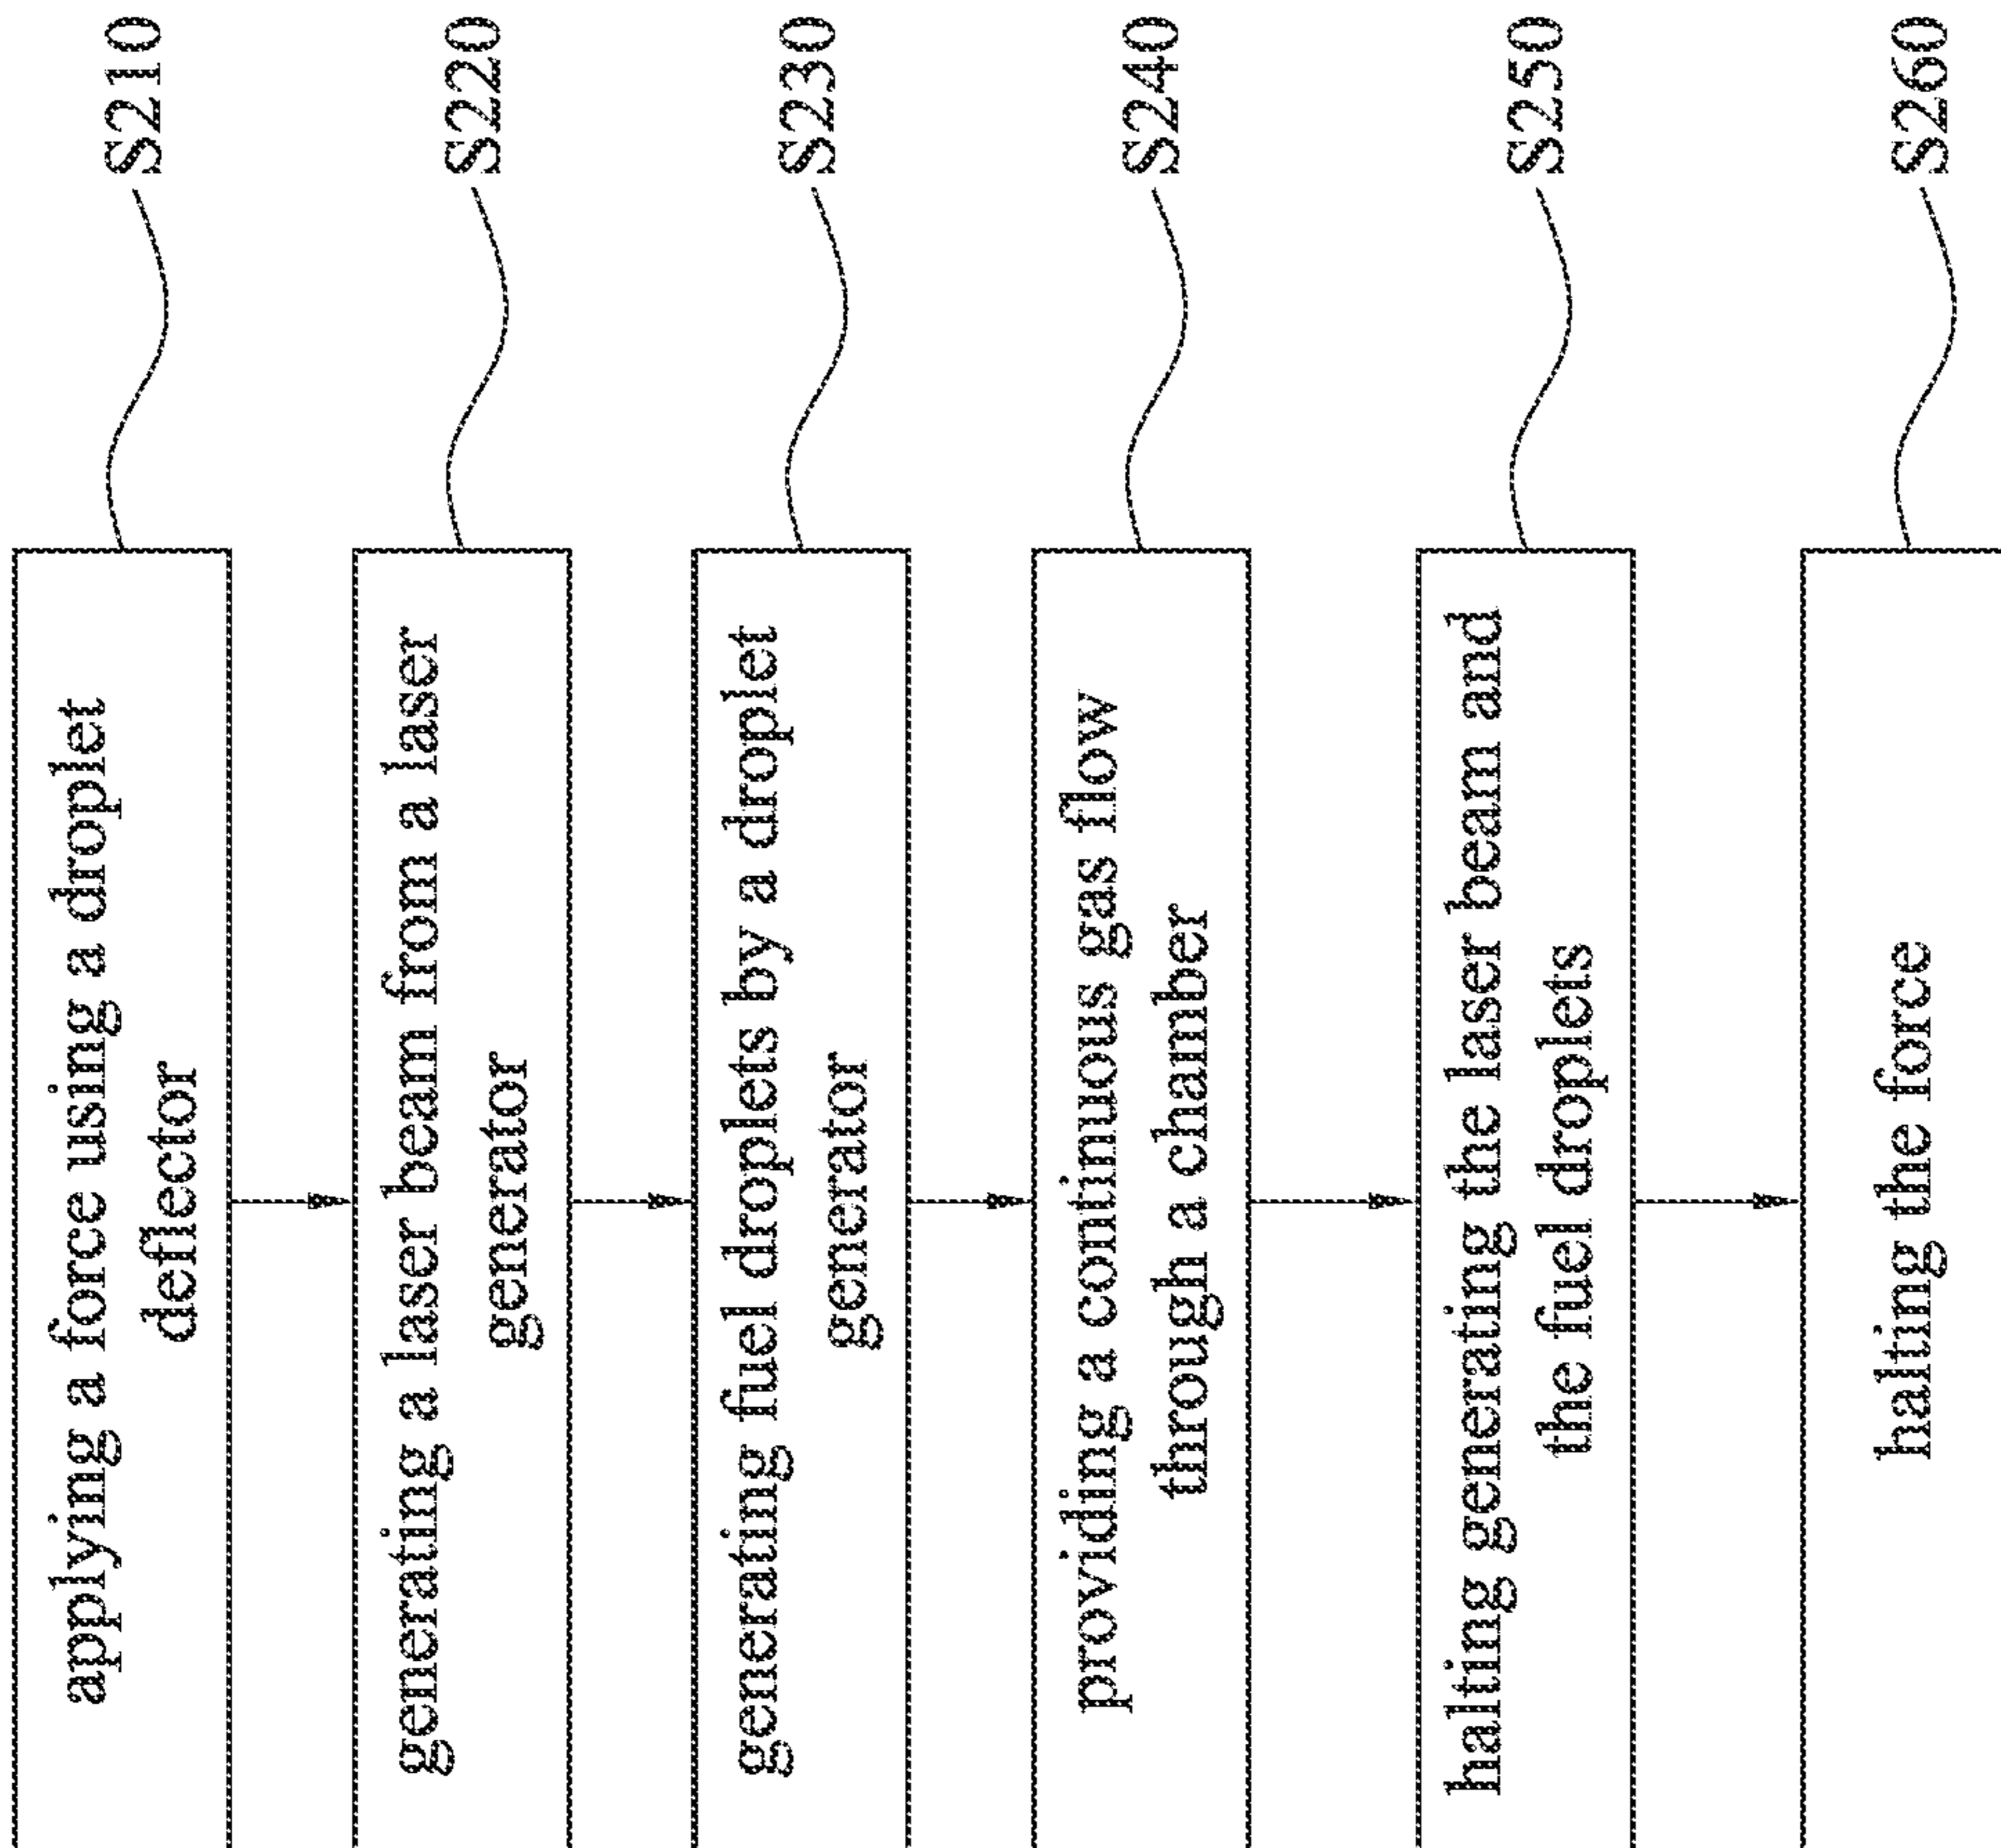 applying a force using a droplet
deflector
S210
generating a laser beam from a laser
generator
S220
generating fuel droplets by a droplet
generator
S230
providing a continuous gas flow
through a chamber
S240
halting generating the laser beam and
the fuel droplets
S250
halting the force
S260